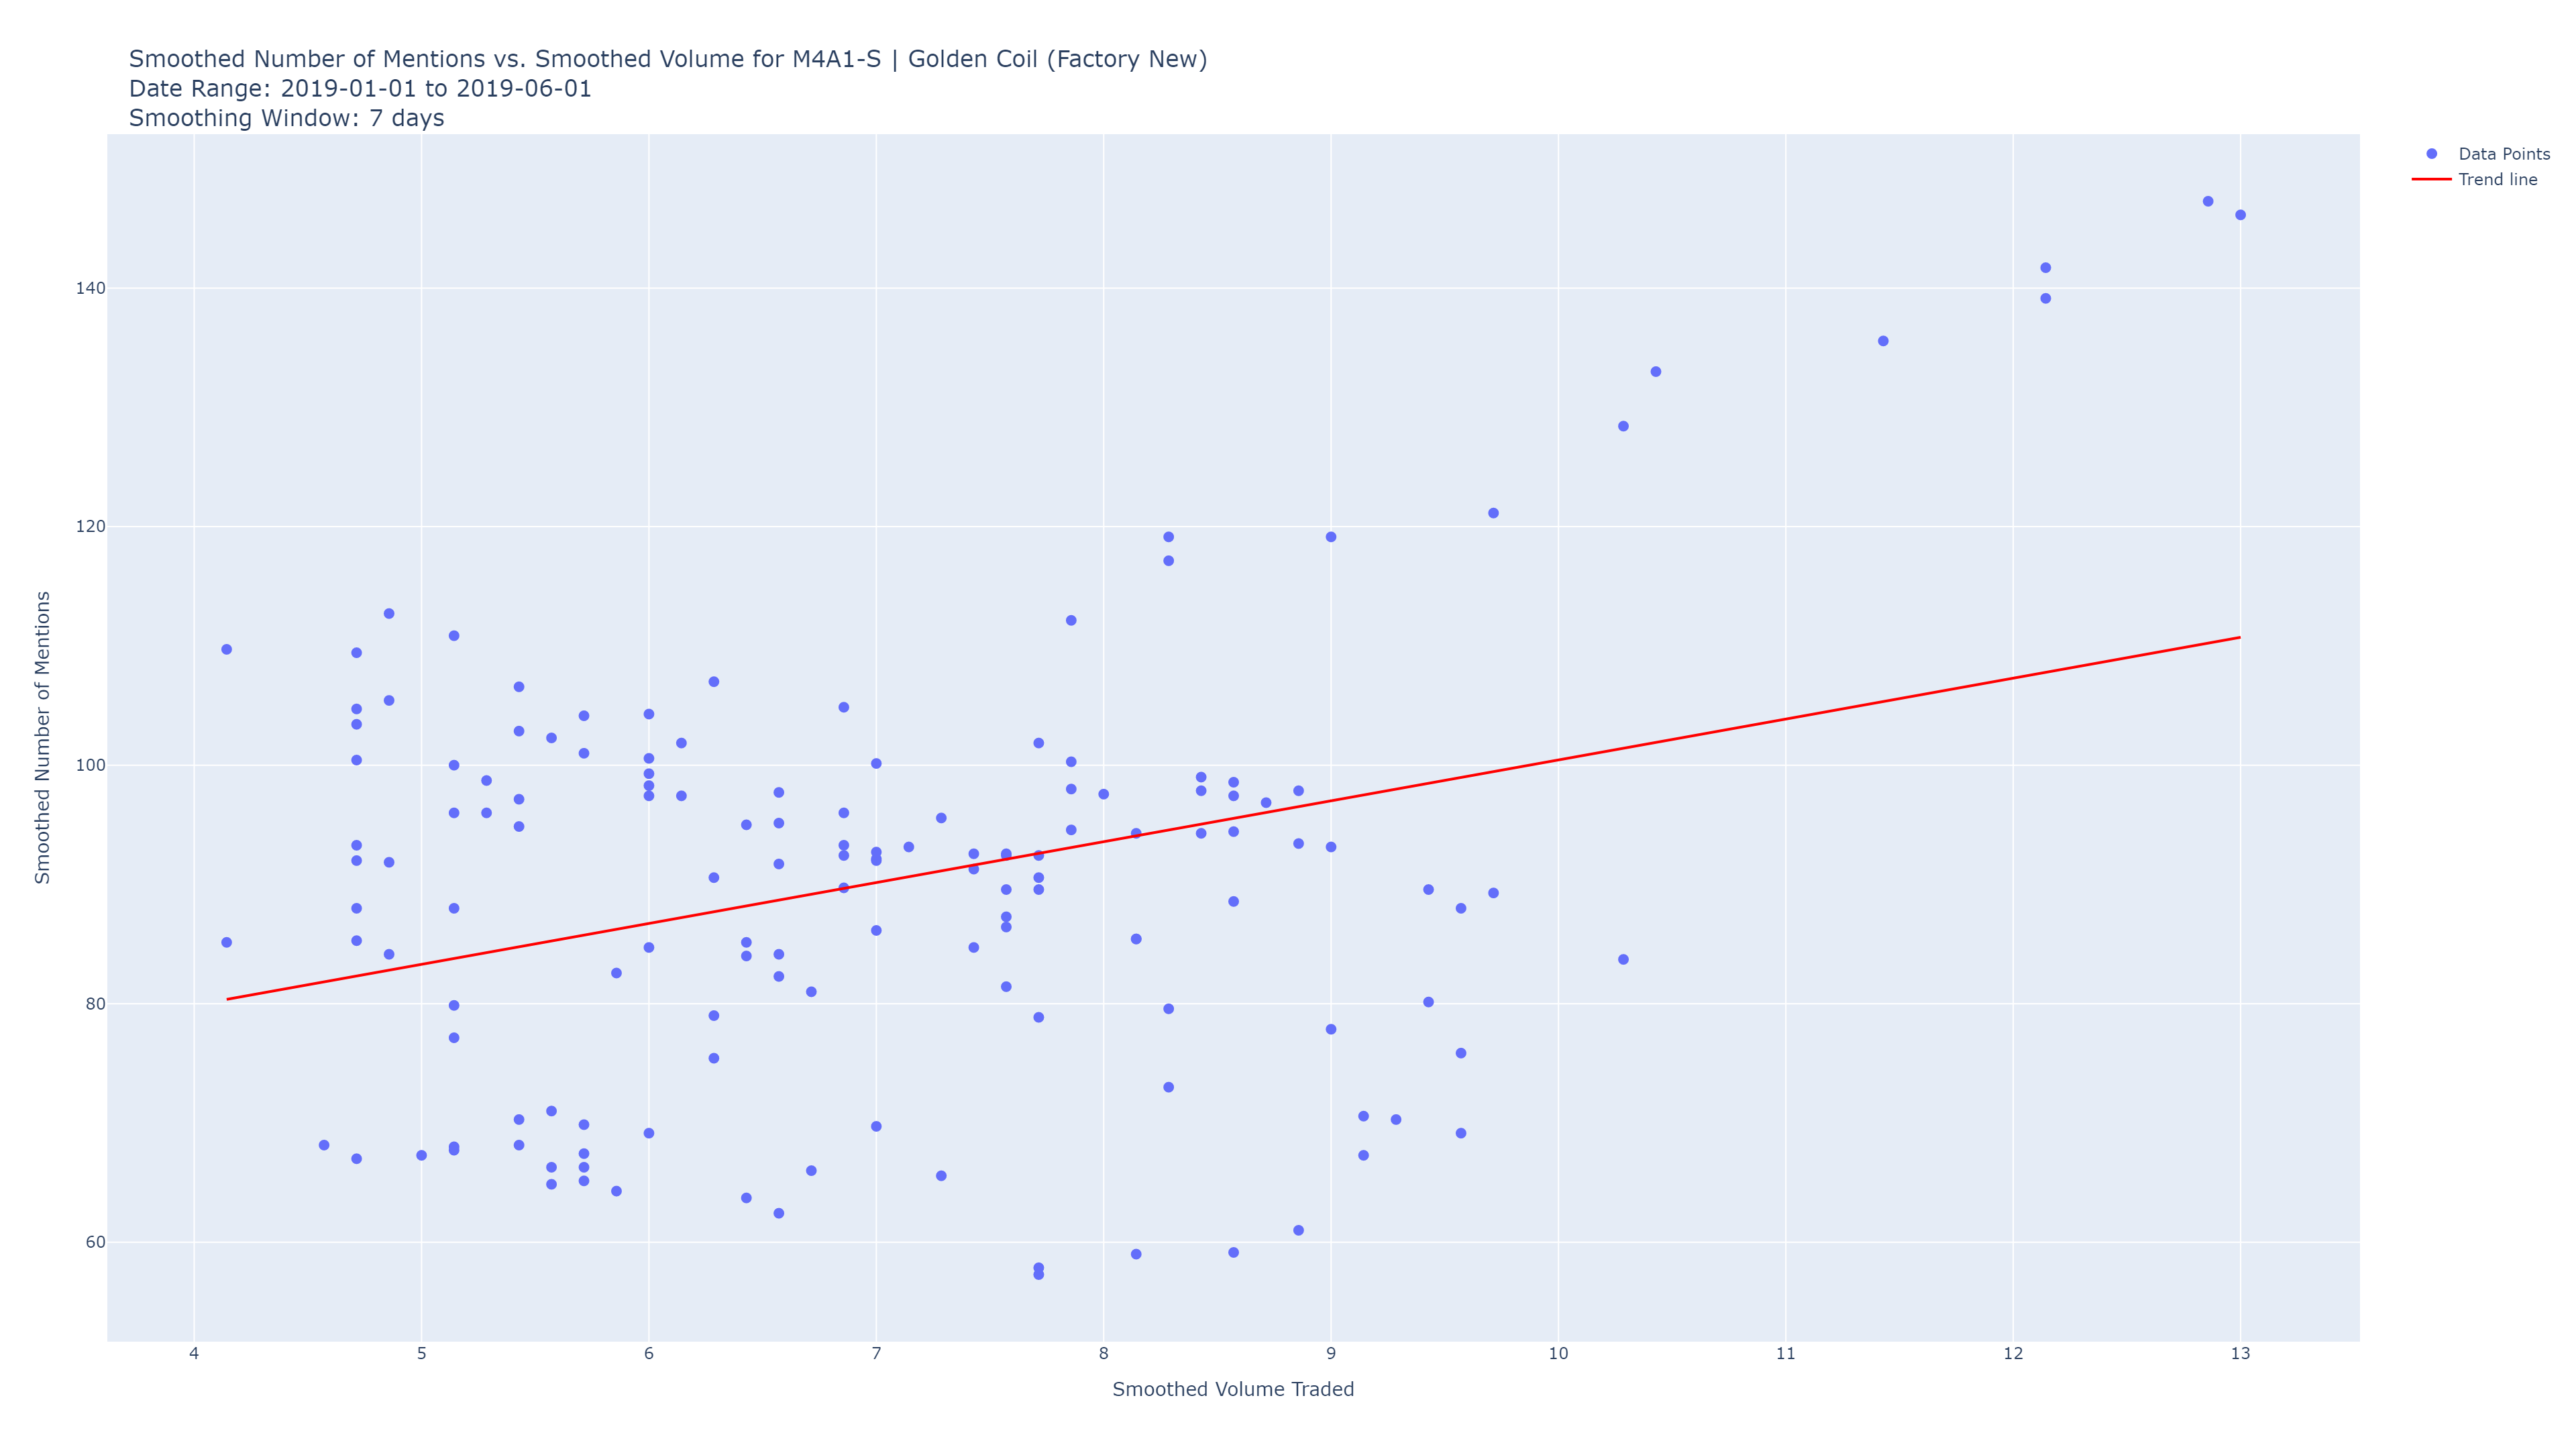 Smoothed Number of Mentions vs. Smoothed Volume for M4A1-S | Golden Coil (Factory New)
Date Range: 2019-01-01 to 2019-06-01
Smoothing Window: 7 days
Data Points
Trend line
Smoothed Number of Mentions
140
120
100
80
60
4 5 6 7 8 9 10 11 12 13
Smoothed Volume Traded